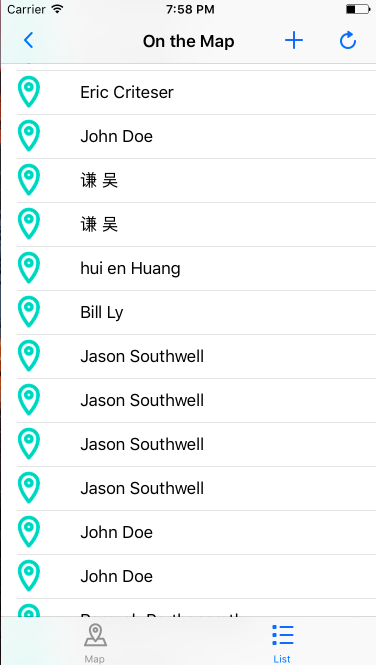 Carrier 7:58 PM
On the Map
Eric Criteser
John Doe
谦 吴
谦 吴
hui en Huang
Bill Ly
Jason Southwell
Jason Southwell
Jason Southwell
Jason Southwell
John Doe
John Doe
Map List